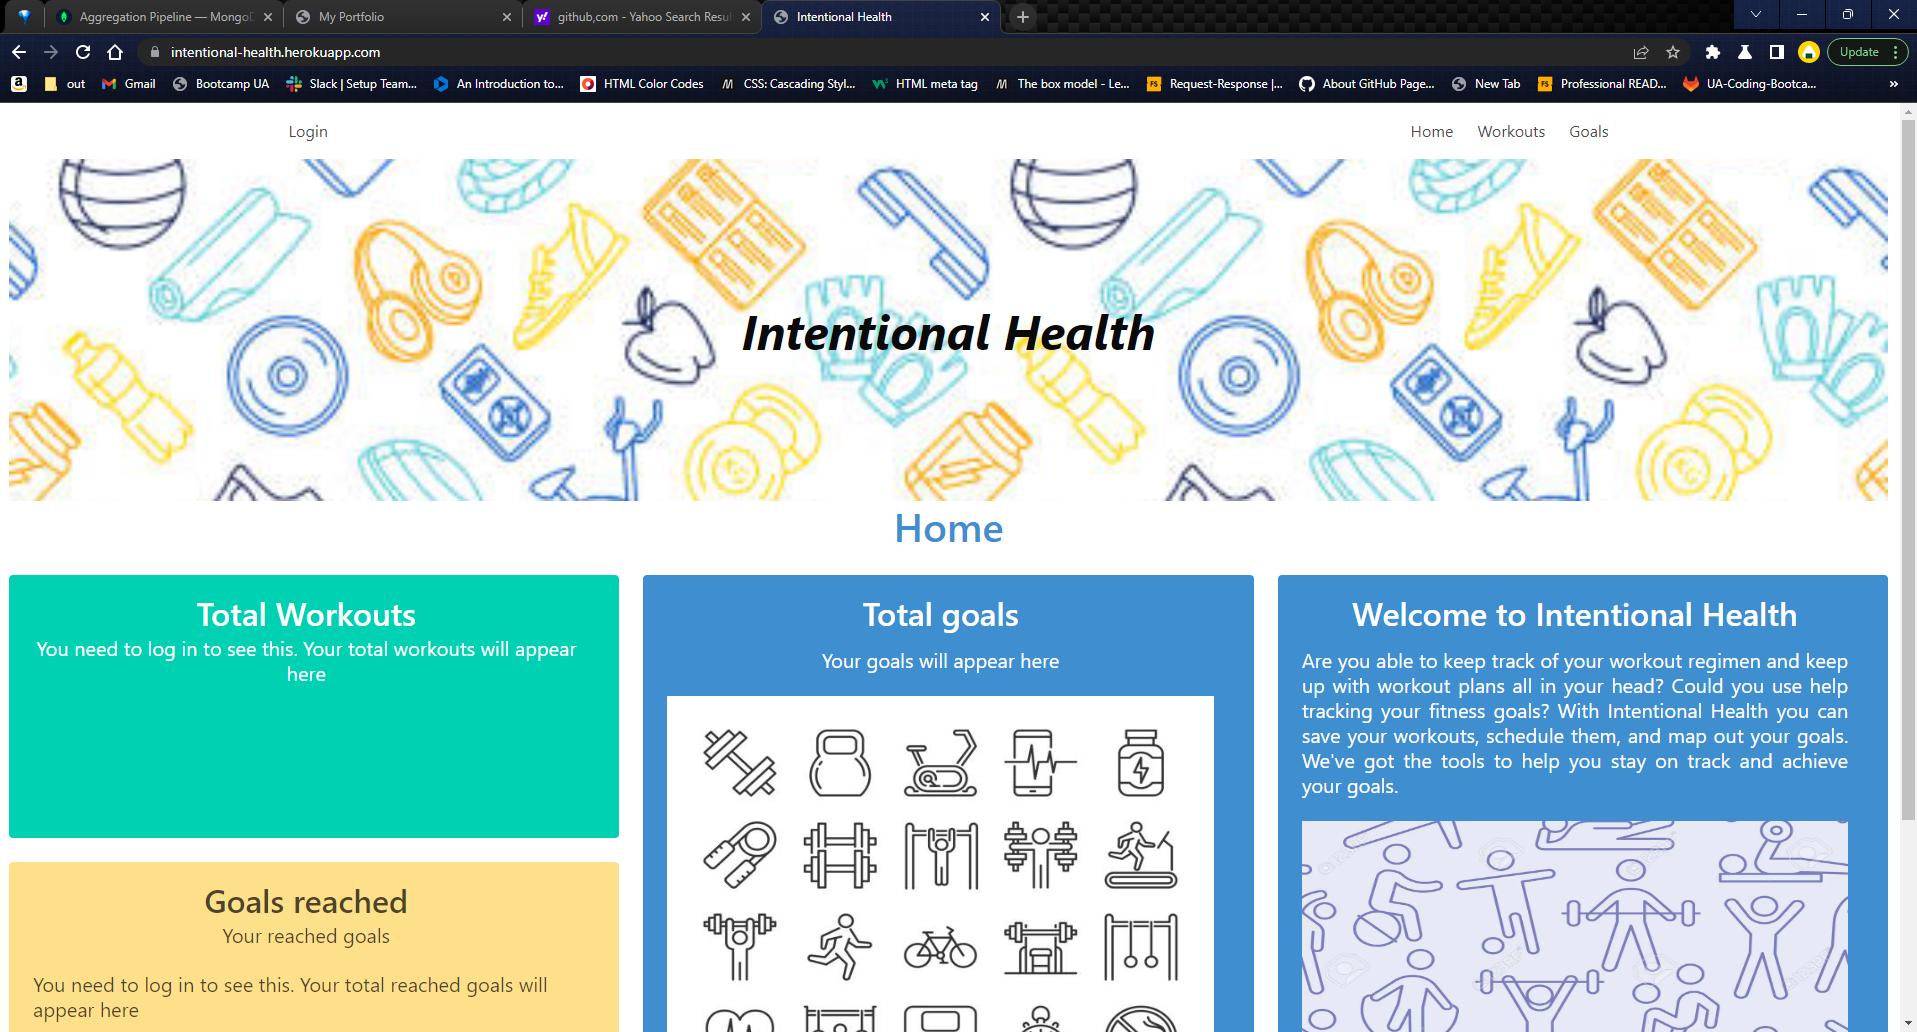 Aggregation Pipeline — MongoD
My Portfolio
github,com - Yahoo Search Resul
Intentional Health
intentional-health.herokuapp.com
Update
out
Gmail
Bootcamp UA
Slack | Setup Team...
An Introduction to...
HTML Color Codes
CSS: Cascading Styl...
HTML meta tag
The box model - Le...
Request-Response |...
About GitHub Page...
New Tab
Professional READ...
UA-Coding-Bootca...
»
Login
Home
Workouts
Goals
Intentional Health
Home
Total Workouts
You need to log in to see this. Your total workouts will appear
here
Goals reached
Your reached goals
You need to log in to see this. Your total reached goals will
appear here
Total goals
Your goals will appear here
Welcome to Intentional Health
Are you able to keep track of your workout regimen and keep
up with workout plans all in your head? Could you use help
tracking your fitness goals? With Intentional Health you can
save your workouts, schedule them, and map out your goals.
We've got the tools to help you stay on track and achieve
your goals.